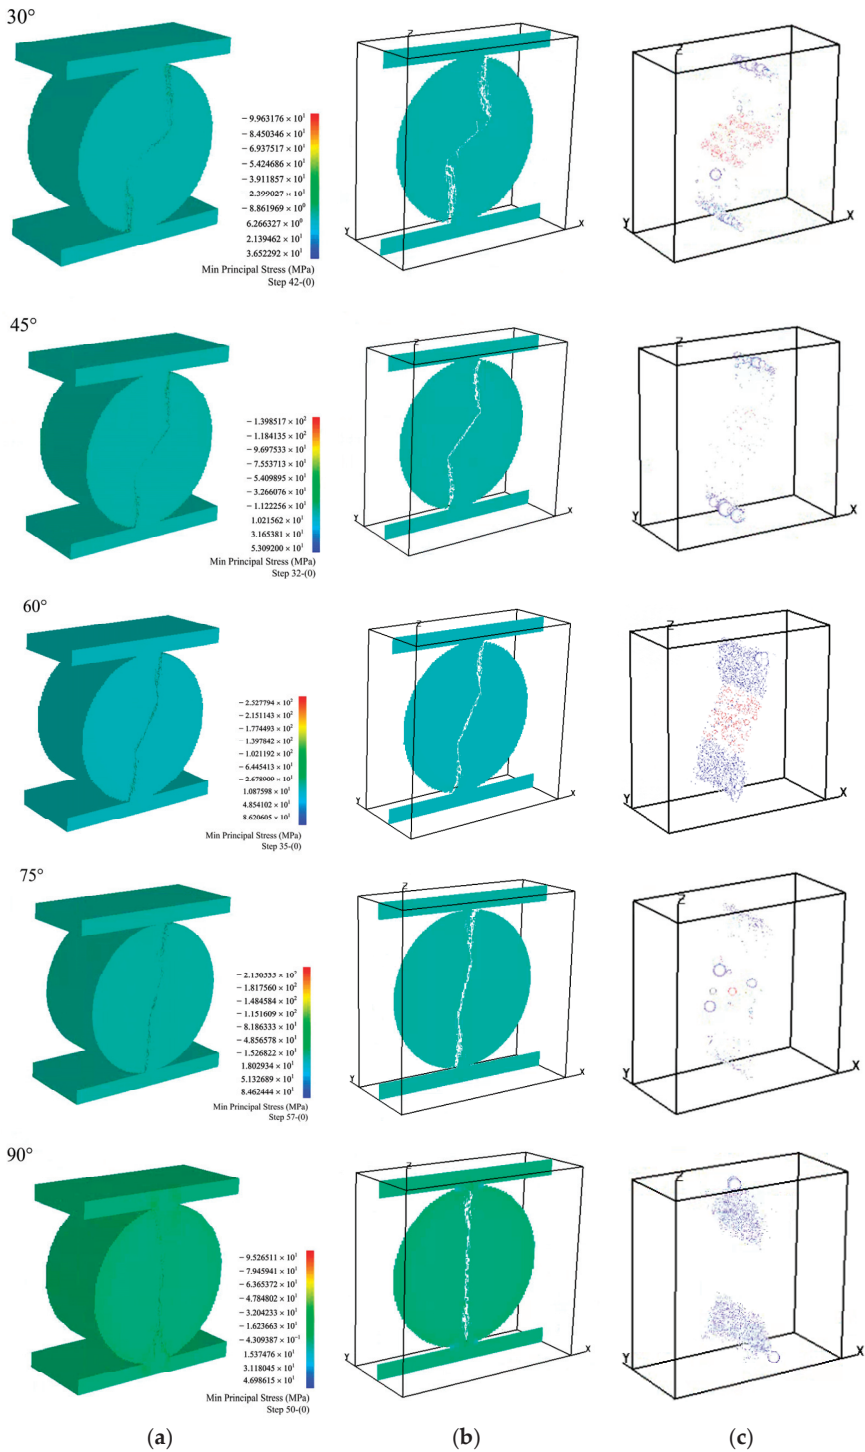 30°
− 9.963176 × 10¹
− 8.450346 × 10¹
− 6.937517 × 10¹
− 5.424686 × 10¹
− 3.911857 × 10¹
− 2.399027 × 10¹
− 8.861969 × 10⁰
6.266327 × 10⁰
2.139462 × 10¹
3.652292 × 10¹
Min Principal Stress (MPa)
Step 42-(0)
Z
Y
X
Z
Y
X
45°
− 1.398517 × 10²
− 1.184135 × 10²
− 9.697533 × 10¹
− 7.553713 × 10¹
− 5.409895 × 10¹
− 3.266076 × 10¹
− 1.122256 × 10¹
1.021562 × 10¹
3.165381 × 10¹
5.309200 × 10¹
Min Principal Stress (MPa)
Step 32-(0)
Z
Y
X
Z
Y
X
60°
− 2.527794 × 10²
− 2.151143 × 10²
− 1.774493 × 10²
− 1.397842 × 10²
− 1.021192 × 10²
− 6.445413 × 10¹
1.087598 × 10¹
4.854102 × 10¹
8.620605 × 10¹
Min Principal Stress (MPa)
Step 35-(0)
Z
Y
X
Z
Y
X
75°
− 1.817560 × 10²
− 1.484584 × 10²
− 1.151609 × 10²
− 8.186333 × 10¹
− 4.856578 × 10¹
− 1.526822 × 10¹
1.802934 × 10¹
5.132689 × 10¹
8.462444 × 10¹
Min Principal Stress (MPa)
Step 57-(0)
Z
Y
X
Z
Y
X
90°
− 9.526511 × 10¹
− 7.945941 × 10¹
− 6.365372 × 10¹
− 4.784802 × 10¹
− 3.204233 × 10¹
− 1.623663 × 10¹
− 4.309387 × 10⁻¹
1.537476 × 10¹
3.118045 × 10¹
4.698615 × 10¹
Min Principal Stress (MPa)
Step 50-(0)
Z
Y
X
Z
Y
X
(a) (b) (c)